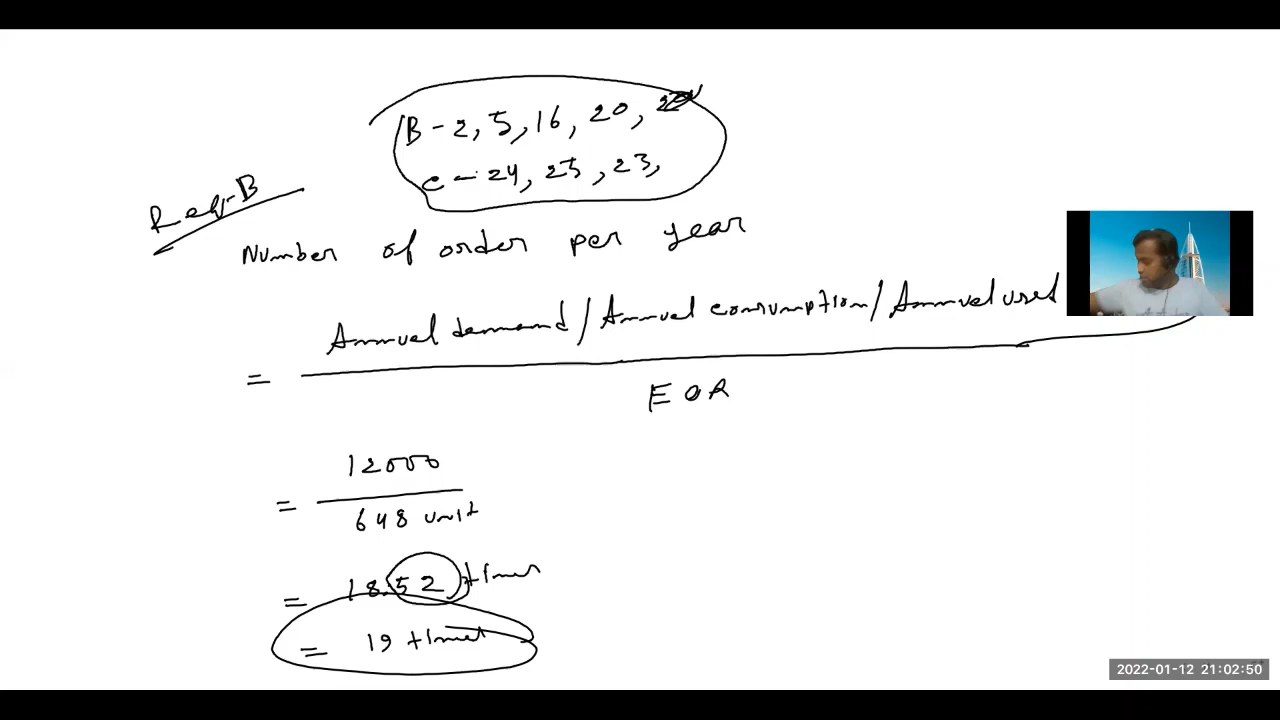 B - 2, 5, 16, 20,
c - 24, 25, 23,
Req-B
Number of order per year
= Annual demand / Annual consumption / Annual used
EOQ
= 12000
648 unit
= 18.52 times
= 19 times
2022-01-12 21:02:50